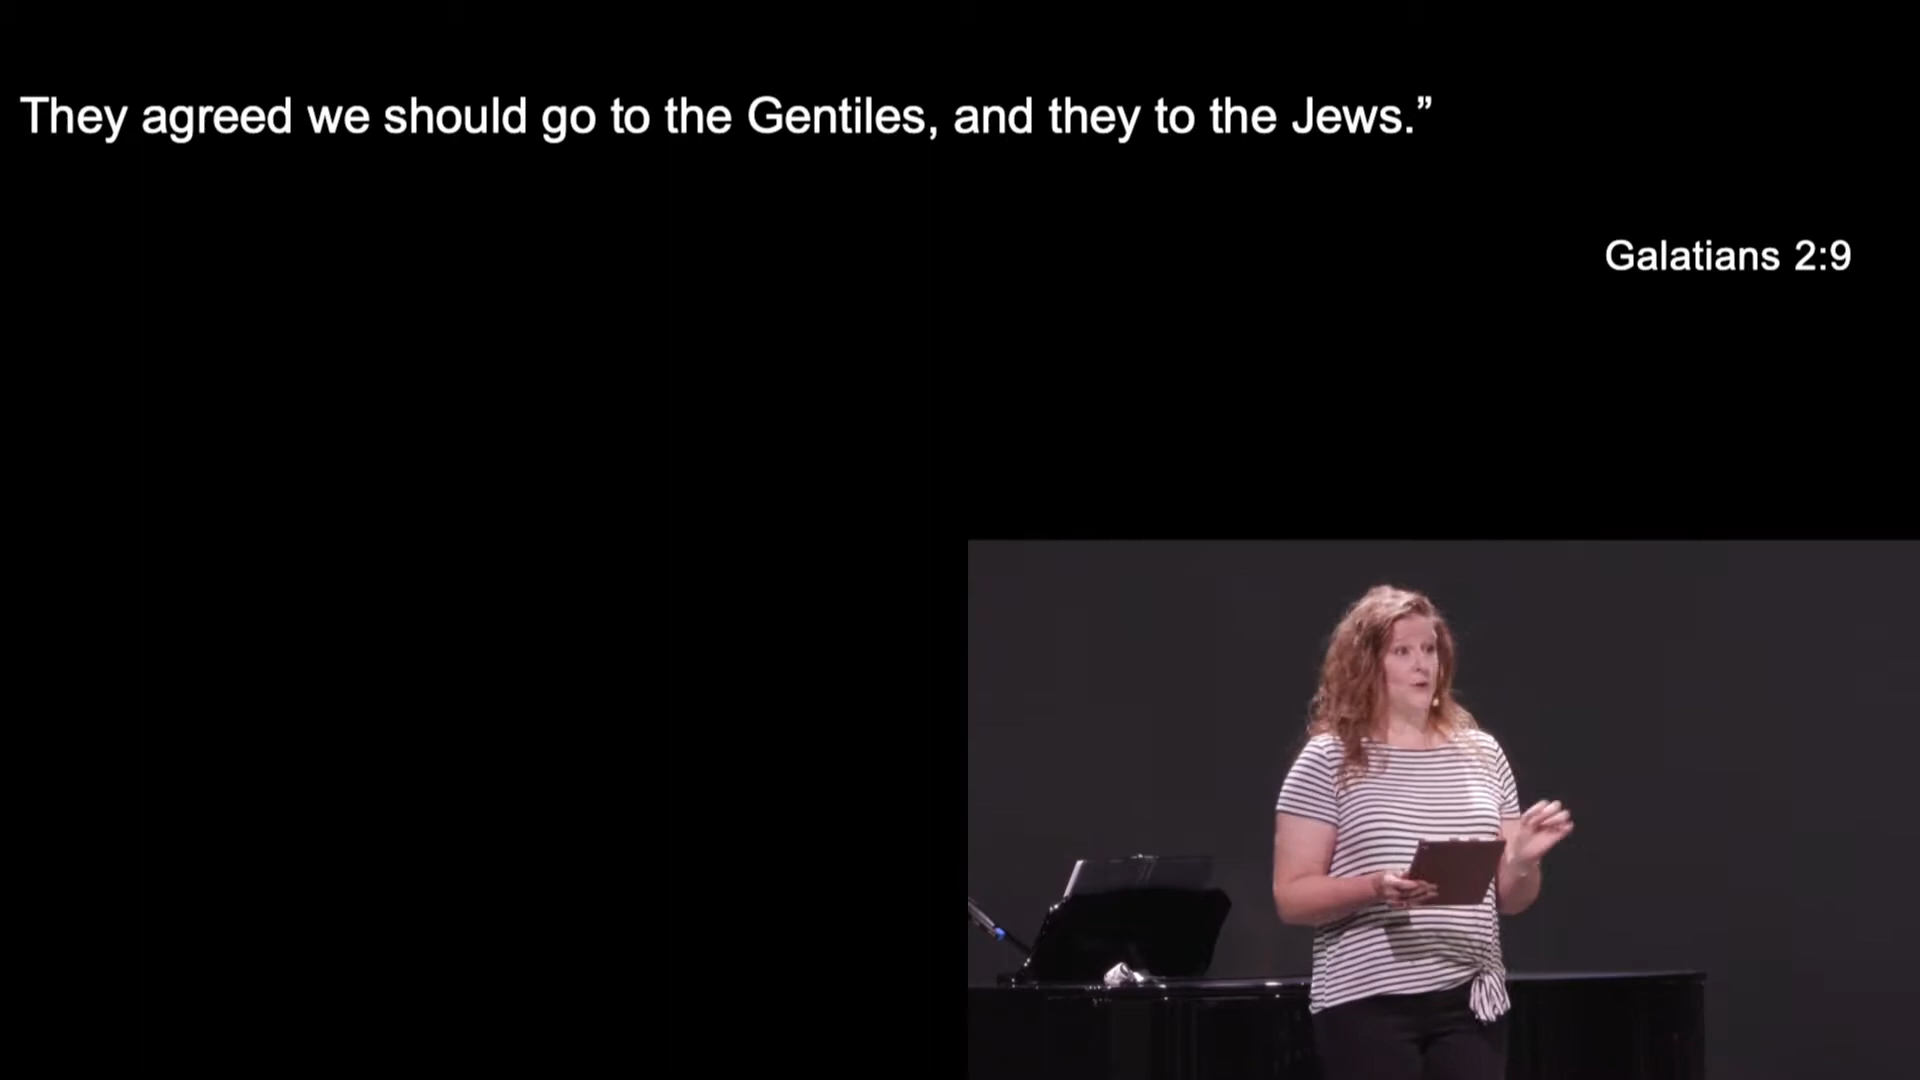 They agreed we should go to the Gentiles, and they to the Jews.”
Galatians 2:9